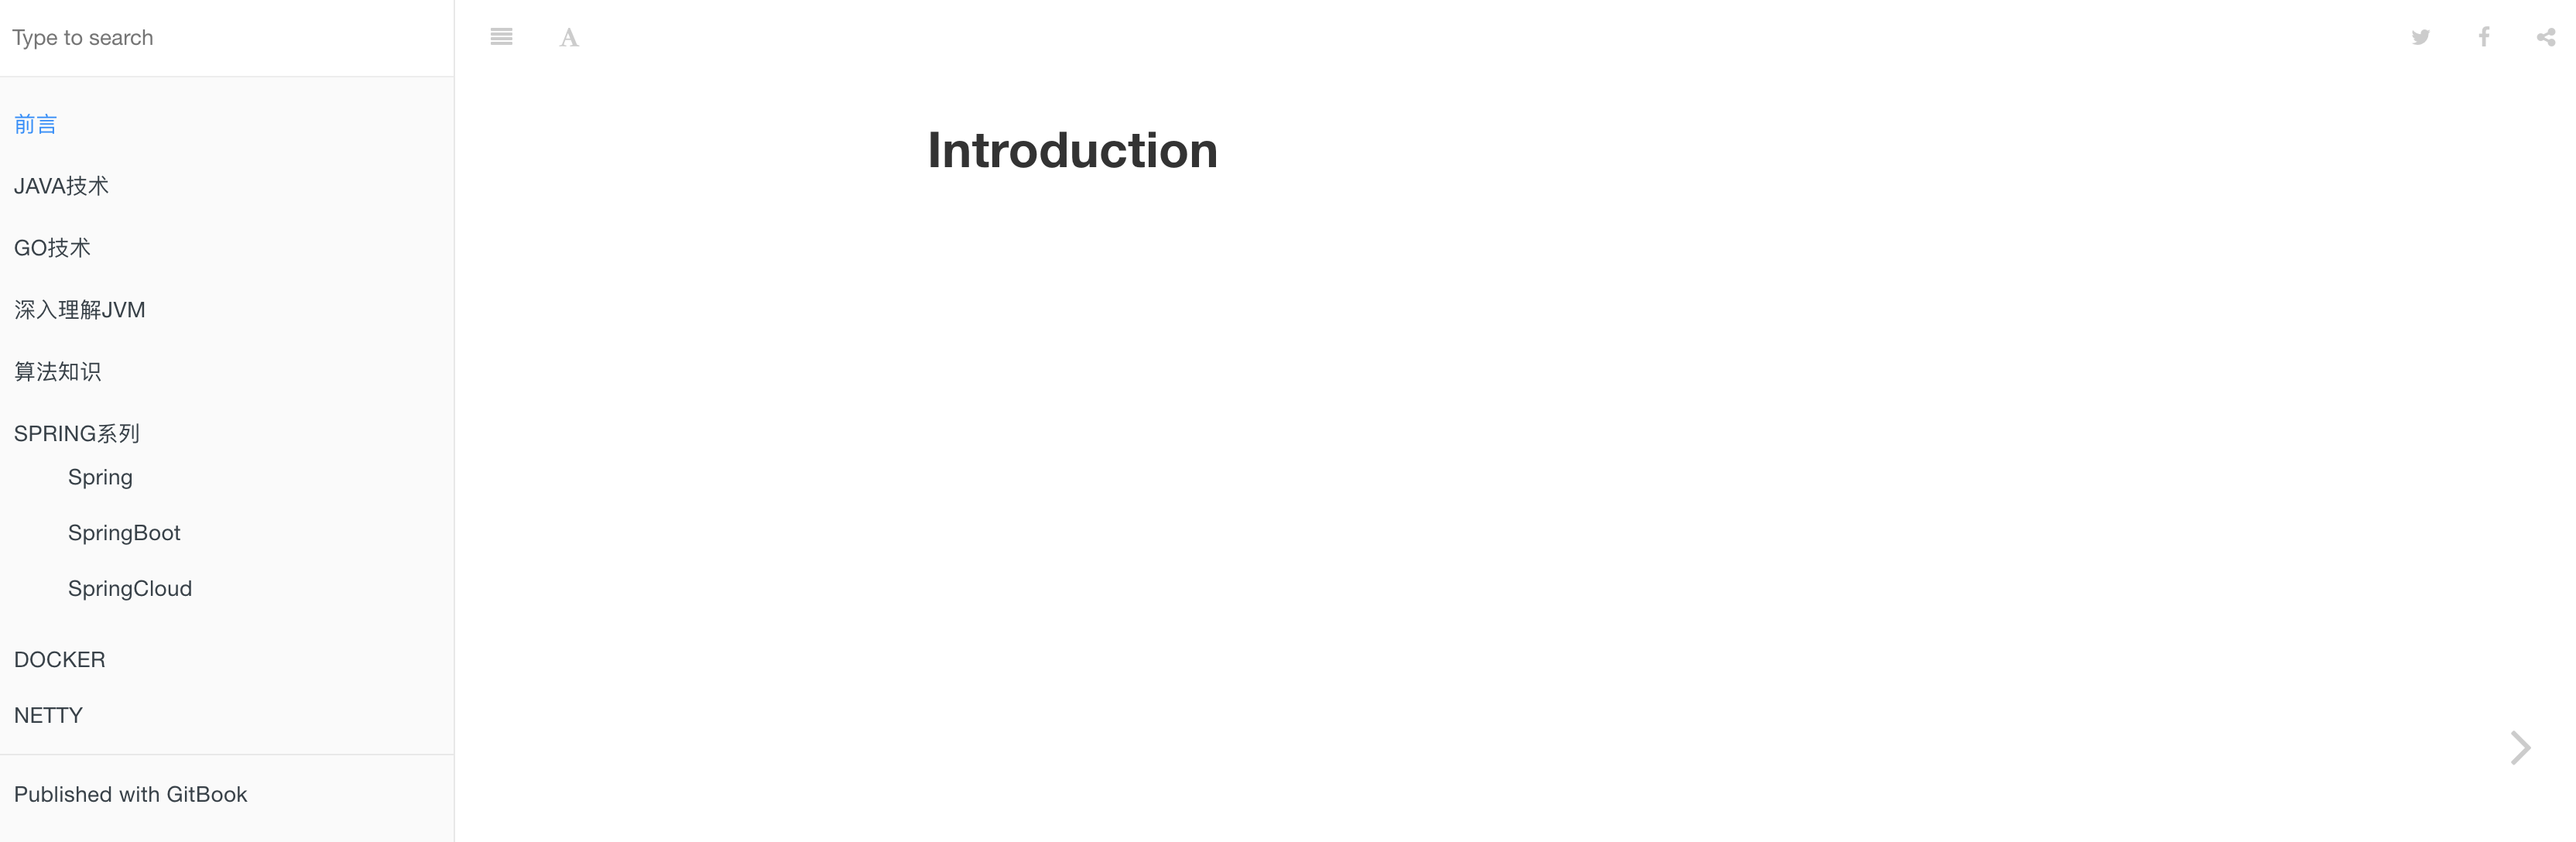 Type to search
前言
JAVA技术
GO技术
深入理解JVM
算法知识
SPRING系列
Spring
SpringBoot
SpringCloud
DOCKER
NETTY
Published with GitBook
A
Introduction